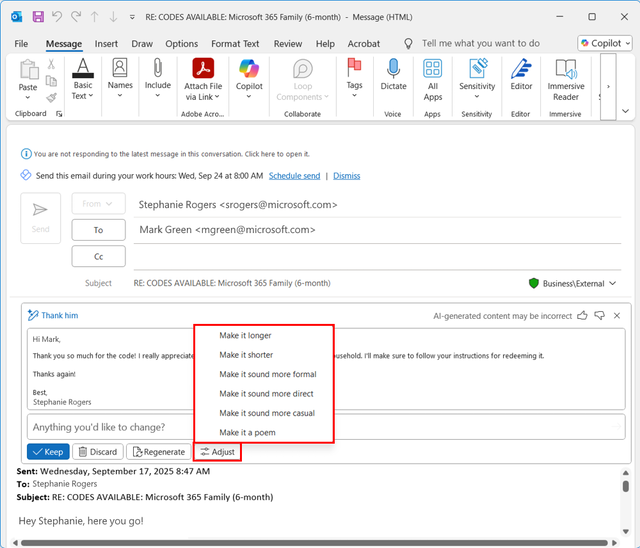 RE: CODES AVAILABLE: Microsoft 365 Family (6-month) - Message (HTML)
File Message Insert Draw Options Format Text Review Help Acrobat Tell me what you want to do Copilot
Paste
Clipboard
Basic Text
Names
Include
Attach File via Link
Adobe Acro...
Copilot
Loop Components
Collaborate
Tags
Dictate
Voice
All Apps
Apps
Sensitivity
Sensitivity
Editor
Editor
Immersive Reader
Immersive
You are not responding to the latest message in this conversation. Click here to open it.
Send this email during your work hours: Wed, Sep 24 at 8:00 AM Schedule send | Dismiss
Send
From Stephanie Rogers <srogers@microsoft.com>
To Mark Green <mgreen@microsoft.com>
Cc
Subject RE: CODES AVAILABLE: Microsoft 365 Family (6-month) Business\External
Thank him AI-generated content may be incorrect
Hi Mark,
Thank you so much for the code! I really appreciate household. I'll make sure to follow your instructions for redeeming it.
Thanks again!
Best,
Stephanie Rogers
Make it longer
Make it shorter
Make it sound more formal
Make it sound more direct
Make it sound more casual
Make it a poem
Anything you'd like to change?
Keep Discard Regenerate Adjust
Sent: Wednesday, September 17, 2025 8:47 AM
To: Stephanie Rogers
Subject: RE: CODES AVAILABLE: Microsoft 365 Family (6-month)
Hey Stephanie, here you go!